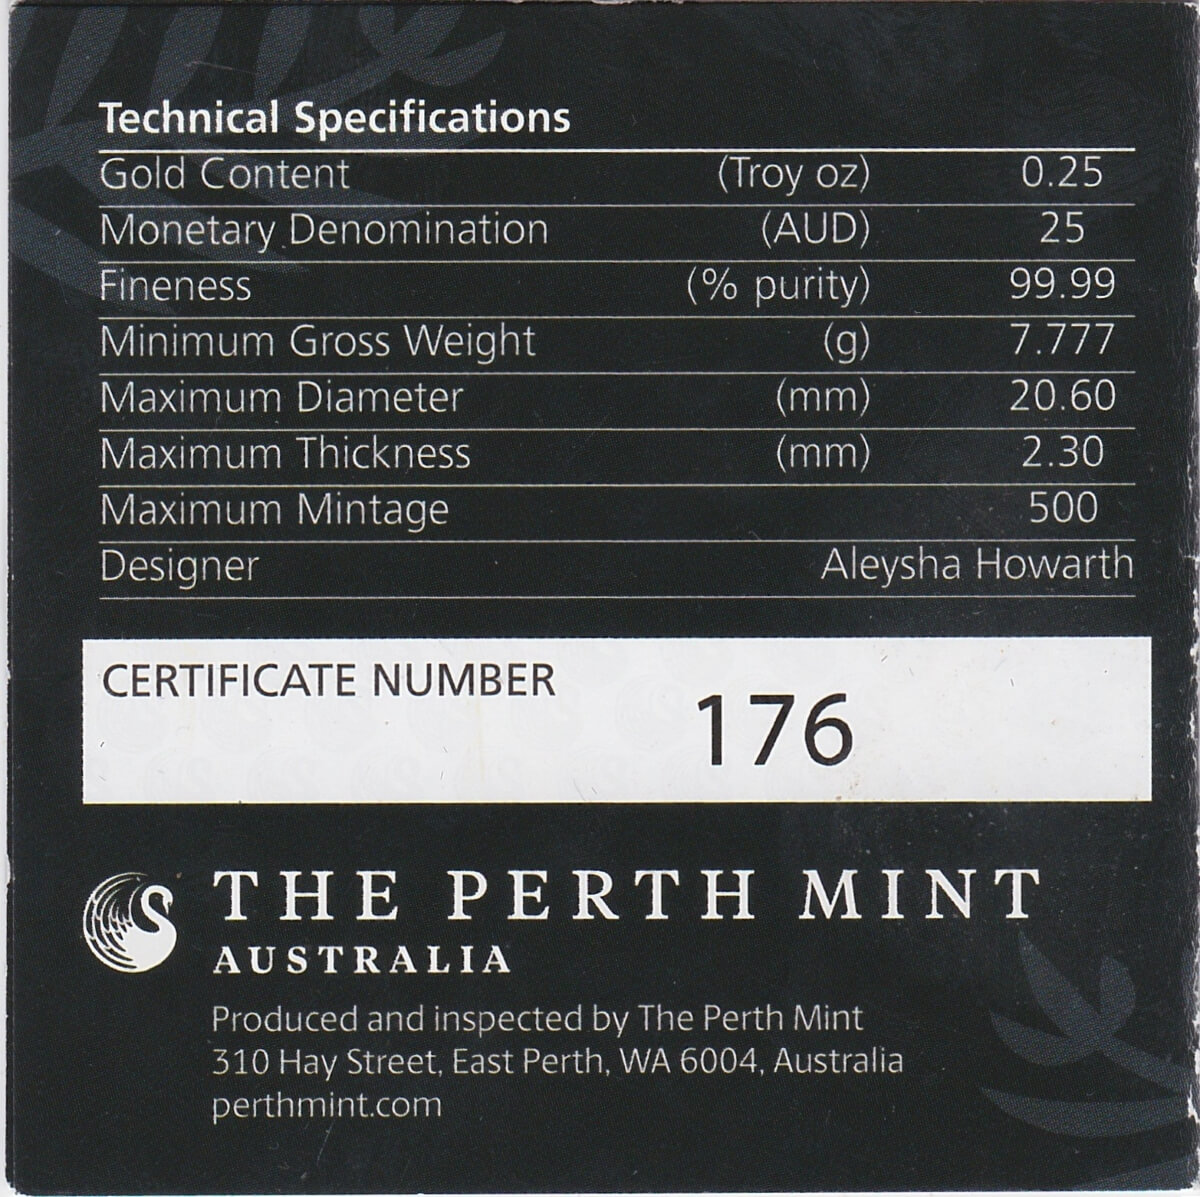 Technical Specifications
Gold Content (Troy oz) 0.25
Monetary Denomination (AUD) 25
Fineness (% purity) 99.99
Minimum Gross Weight (g) 7.777
Maximum Diameter (mm) 20.60
Maximum Thickness (mm) 2.30
Maximum Mintage 500
Designer Aleysha Howarth
CERTIFICATE NUMBER 176
THE PERTH MINT
AUSTRALIA
Produced and inspected by The Perth Mint
310 Hay Street, East Perth, WA 6004, Australia
perthmint.com